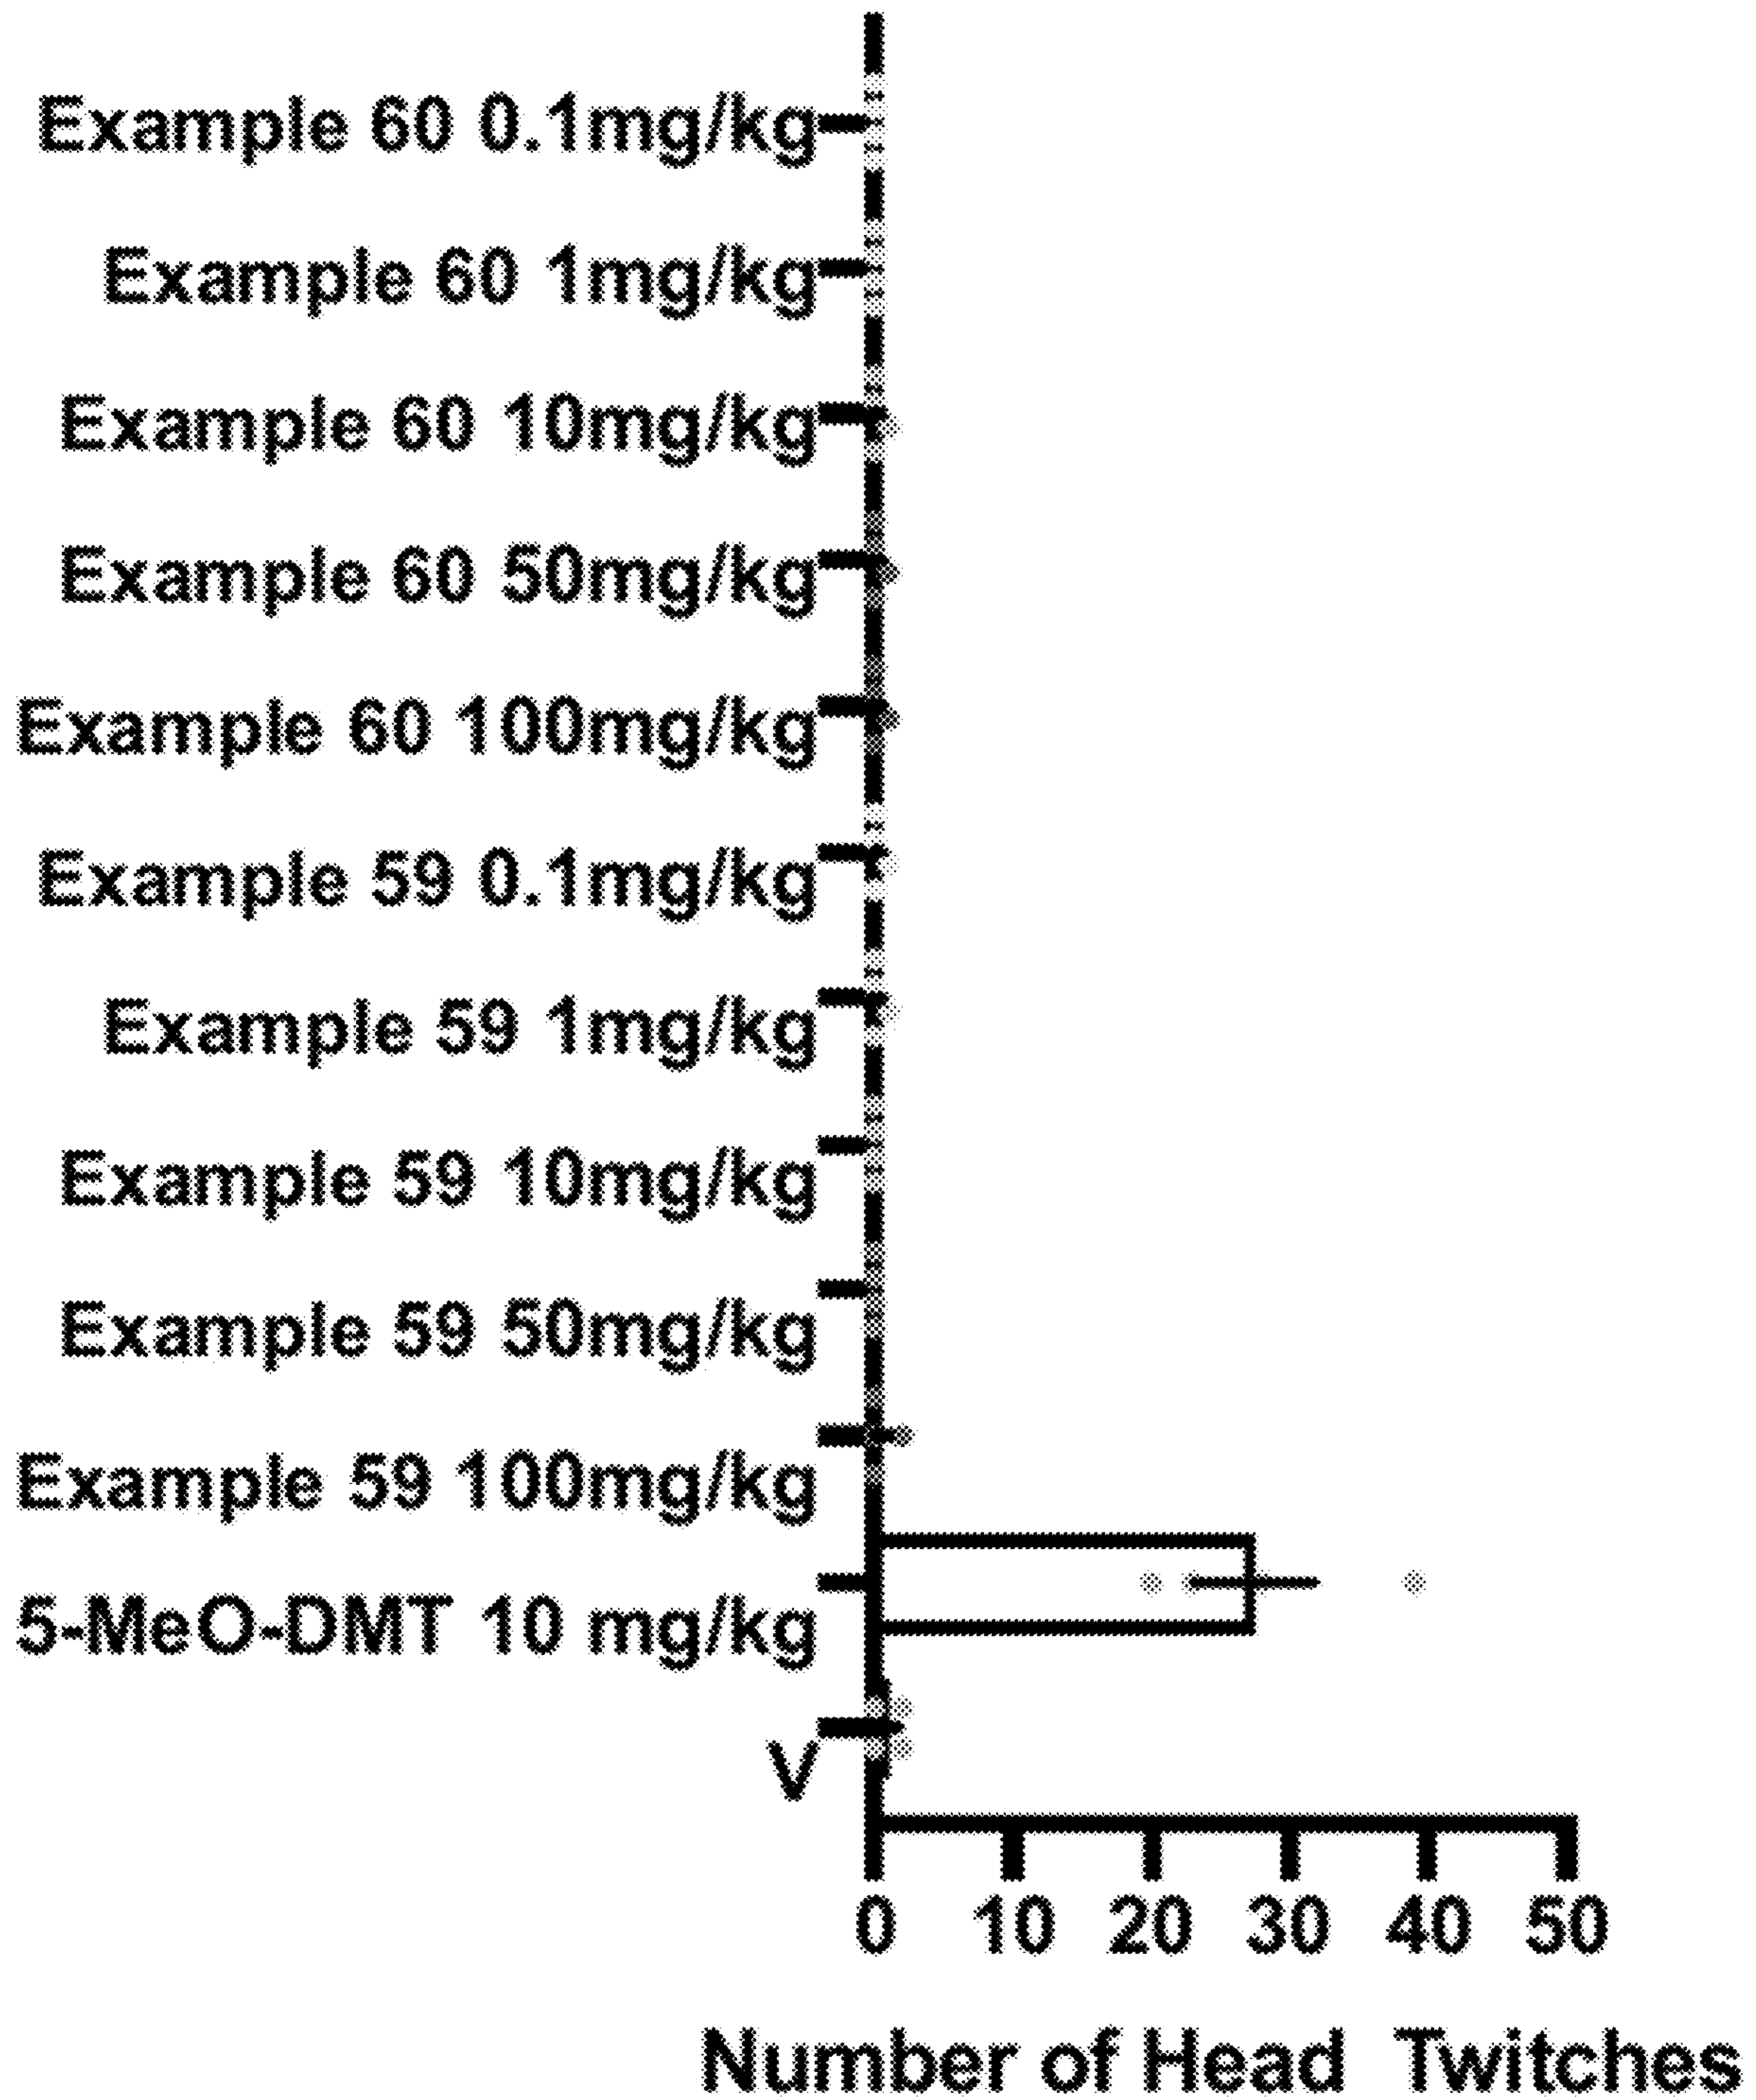 Example 60 0.1mg/kg
Example 60 1mg/kg
Example 60 10mg/kg
Example 60 50mg/kg
Example 60 100mg/kg
Example 59 0.1mg/kg
Example 59 1mg/kg
Example 59 10mg/kg
Example 59 50mg/kg
Example 59 100mg/kg
5-MeO-DMT 10 mg/kg
V
0 10 20 30 40 50
Number of Head Twitches